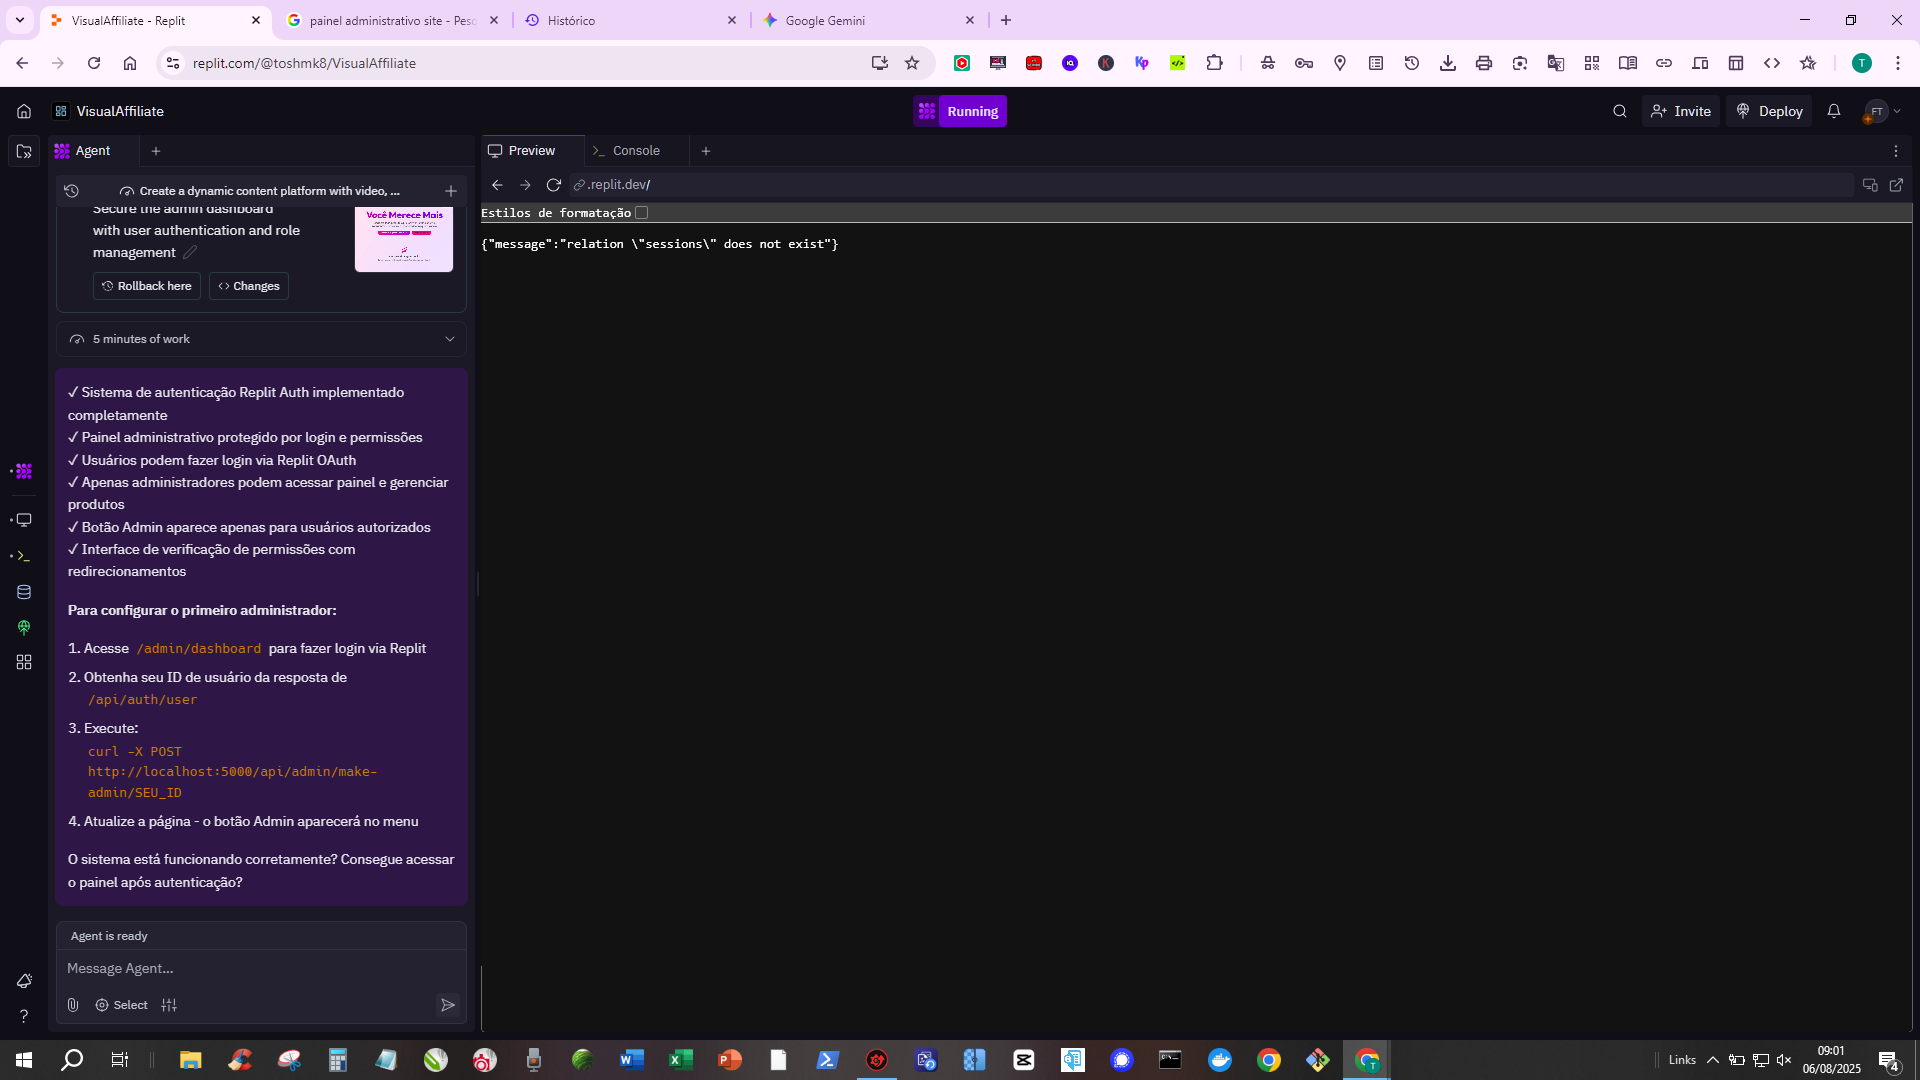 VisualAffiliate - Replit
painel administrativo site - Pesq
Histórico
Google Gemini
replit.com/@toshmk8/VisualAffiliate
T
VisualAffiliate
Running
Invite
Deploy
FT
Agent
Preview
Console
Create a dynamic content platform with video, ...
.replit.dev/
Secure the admin dashboard
with user authentication and role
management
Você Merece Mais
Rollback here
Changes
Estilos de formatação
{"message":"relation \"sessions\" does not exist"}
5 minutes of work
✓ Sistema de autenticação Replit Auth implementado
completamente
✓ Painel administrativo protegido por login e permissões
✓ Usuários podem fazer login via Replit OAuth
✓ Apenas administradores podem acessar painel e gerenciar
produtos
✓ Botão Admin aparece apenas para usuários autorizados
✓ Interface de verificação de permissões com
redirecionamentos
Para configurar o primeiro administrador:
1. Acesse /admin/dashboard para fazer login via Replit
2. Obtenha seu ID de usuário da resposta de
/api/auth/user
3. Execute:
curl -X POST
http://localhost:5000/api/admin/make-
admin/SEU_ID
4. Atualize a página - o botão Admin aparecerá no menu
O sistema está funcionando corretamente? Consegue acessar
o painel após autenticação?
Agent is ready
Message Agent...
Select
Links
09:01
06/08/2025
4